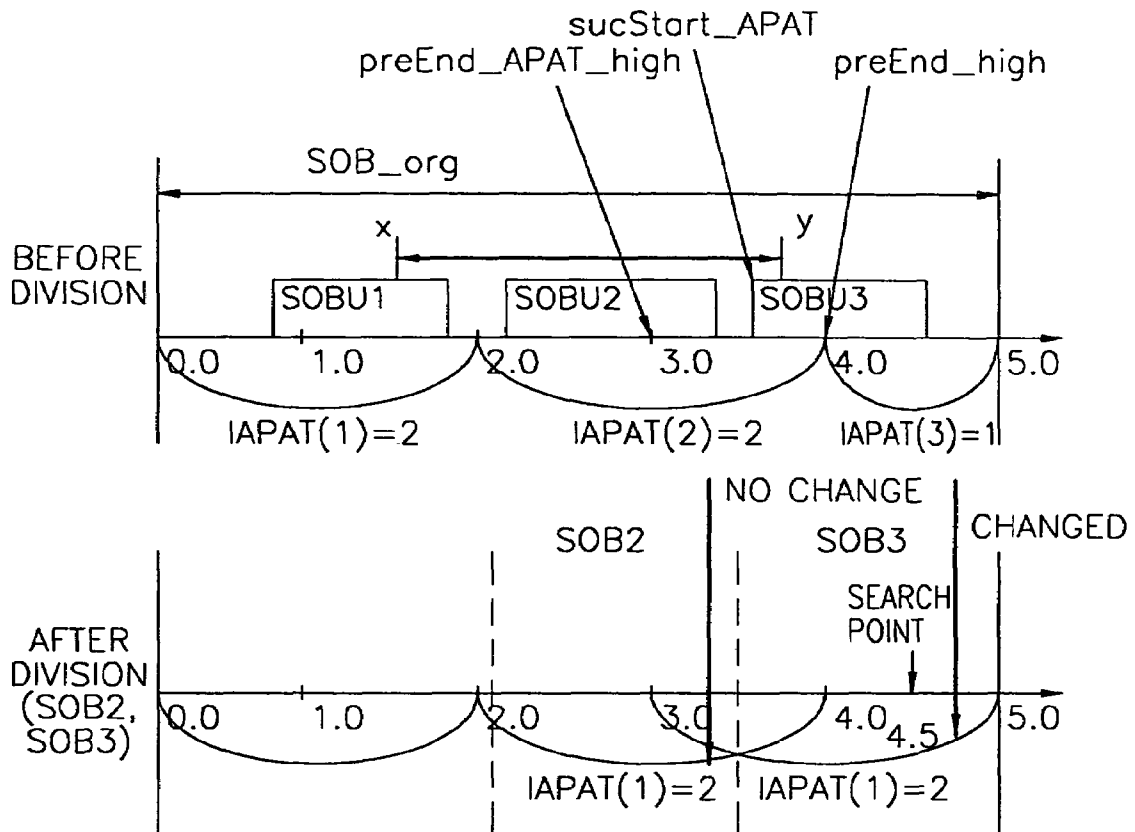 sucStart_APAT
preEnd_APAT_high
preEnd_high
SOB_org
x
y
BEFORE
DIVISION
SOBU1
SOBU2
SOBU3
0.0
1.0
2.0
3.0
4.0
5.0
IAPAT(1)=2
IAPAT(2)=2
IAPAT(3)=1
NO CHANGE
CHANGED
SOB2
SOB3
SEARCH
POINT
AFTER
DIVISION
(SOB2,
SOB3)
0.0
1.0
2.0
3.0
4.0
4.5
5.0
IAPAT(1)=2
IAPAT(1)=2